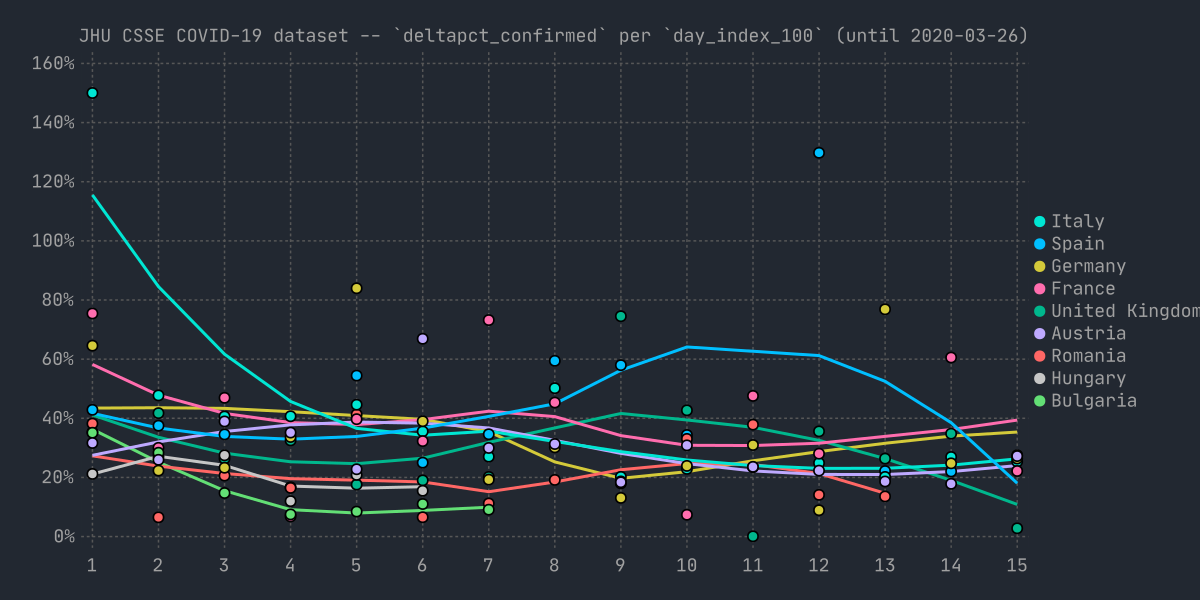 JHU CSSE COVID-19 dataset -- `deltapct_confirmed` per `day_index_100` (until 2020-03-26)
160%
140%
120%
100%
80%
60%
40%
20%
0%
1 2 3 4 5 6 7 8 9 10 11 12 13 14 15
Italy
Spain
Germany
France
United Kingdom
Austria
Romania
Hungary
Bulgaria